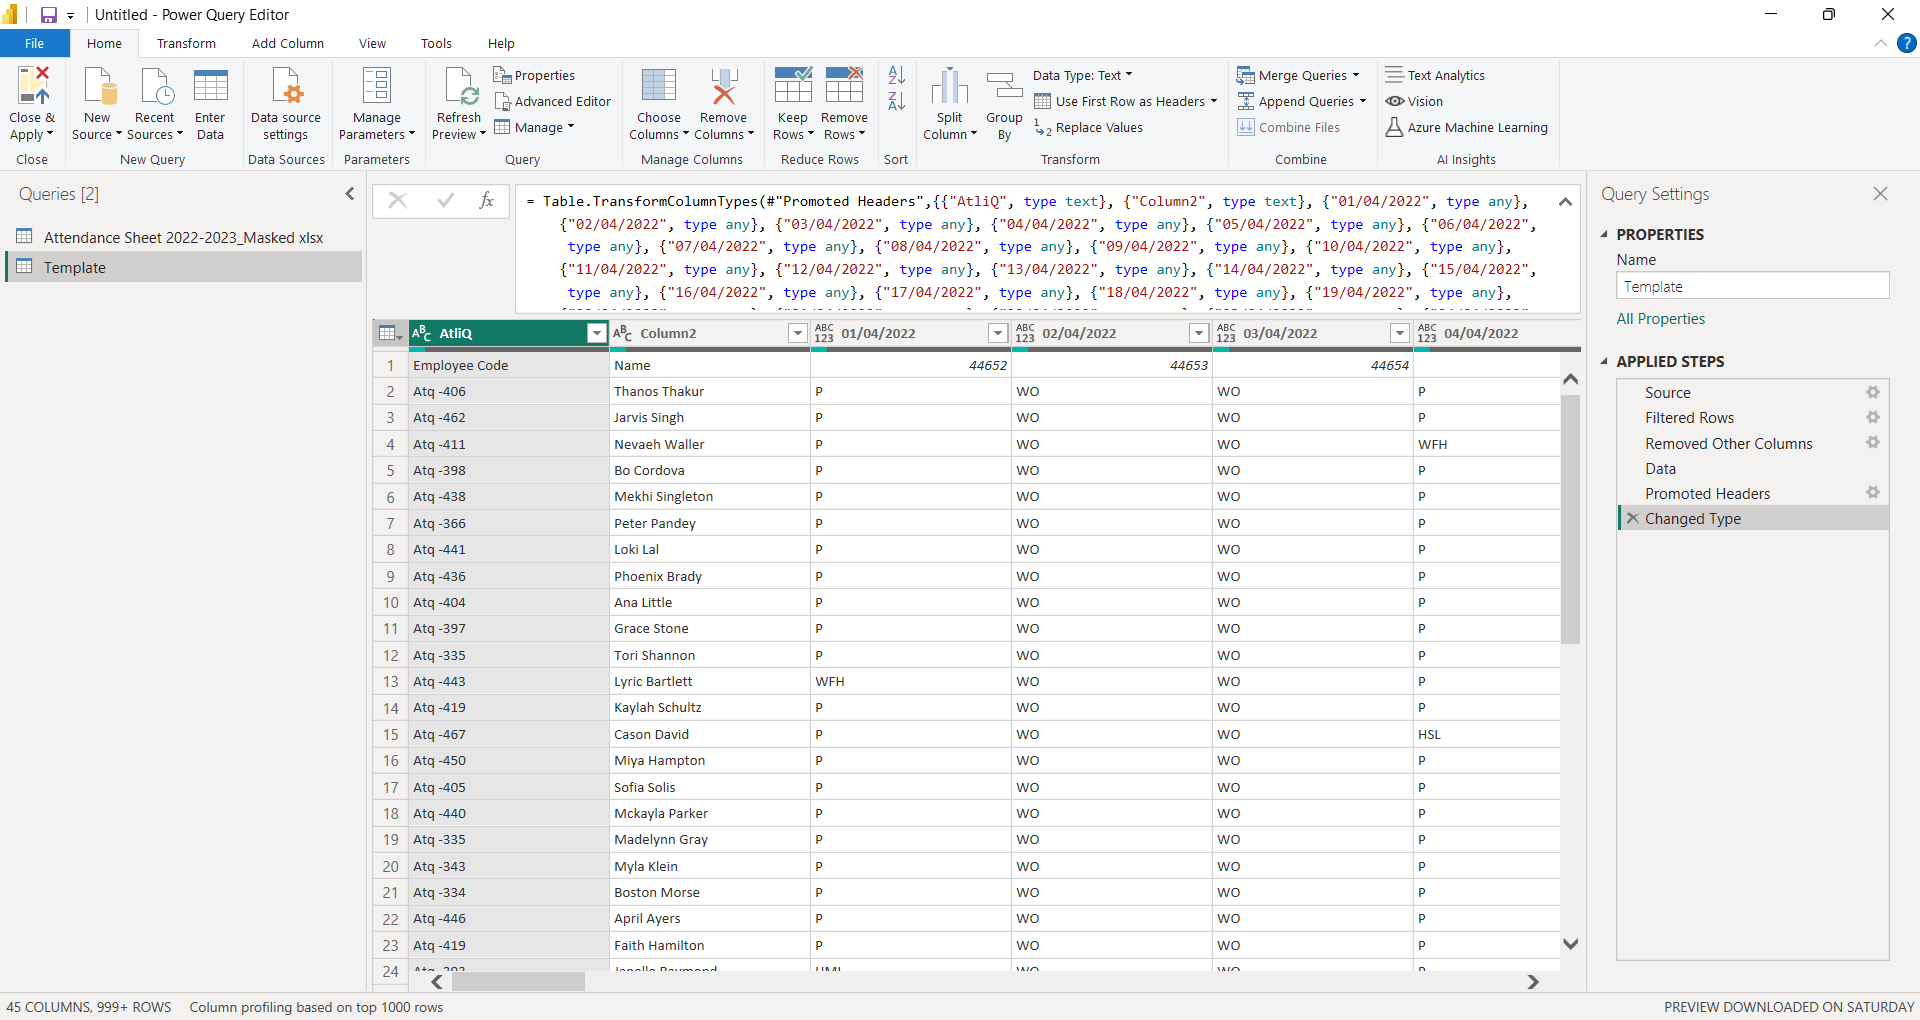 Untitled - Power Query Editor
File Home Transform Add Column View Tools Help
Close & Apply
Close
New Source
Recent Sources
Enter Data
New Query
Data source settings
Data Sources
Manage Parameters
Parameters
Refresh Preview
Properties
Advanced Editor
Manage
Query
Choose Columns
Remove Columns
Manage Columns
Keep Rows
Remove Rows
Reduce Rows
Sort
Split Column
Group By
Data Type: Text
Use First Row as Headers
Replace Values
Transform
Merge Queries
Append Queries
Combine Files
Combine
Text Analytics
Vision
Azure Machine Learning
AI Insights
Queries [2]
Attendance Sheet 2022-2023_Masked xlsx
Template
fx
= Table.TransformColumnTypes(#"Promoted Headers",{{"AtliQ", type text}, {"Column2", type text}, {"01/04/2022", type any},
{"02/04/2022", type any}, {"03/04/2022", type any}, {"04/04/2022", type any}, {"05/04/2022", type any}, {"06/04/2022",
type any}, {"07/04/2022", type any}, {"08/04/2022", type any}, {"09/04/2022", type any}, {"10/04/2022", type any},
{"11/04/2022", type any}, {"12/04/2022", type any}, {"13/04/2022", type any}, {"14/04/2022", type any}, {"15/04/2022",
type any}, {"16/04/2022", type any}, {"17/04/2022", type any}, {"18/04/2022", type any}, {"19/04/2022", type any},
ABC AtliQ ABC Column2 ABC 123 01/04/2022 ABC 123 02/04/2022 ABC 123 03/04/2022 ABC 123 04/04/2022
1 Employee Code Name 44652 44653 44654
2 Atq -406 Thanos Thakur P WO WO P
3 Atq -462 Jarvis Singh P WO WO P
4 Atq -411 Nevaeh Waller P WO WO WFH
5 Atq -398 Bo Cordova P WO WO P
6 Atq -438 Mekhi Singleton P WO WO P
7 Atq -366 Peter Pandey P WO WO P
8 Atq -441 Loki Lal P WO WO P
9 Atq -436 Phoenix Brady P WO WO P
10 Atq -404 Ana Little P WO WO P
11 Atq -397 Grace Stone P WO WO P
12 Atq -335 Tori Shannon P WO WO P
13 Atq -443 Lyric Bartlett WFH WO WO P
14 Atq -419 Kaylah Schultz P WO WO P
15 Atq -467 Cason David P WO WO HSL
16 Atq -450 Miya Hampton P WO WO P
17 Atq -405 Sofia Solis P WO WO P
18 Atq -440 Mckayla Parker P WO WO P
19 Atq -335 Madelynn Gray P WO WO P
20 Atq -343 Myla Klein P WO WO P
21 Atq -334 Boston Morse P WO WO P
22 Atq -446 April Ayers P WO WO P
23 Atq -419 Faith Hamilton P WO WO P
24 WO WO P
Query Settings
PROPERTIES
Name
Template
All Properties
APPLIED STEPS
Source
Filtered Rows
Removed Other Columns
Data
Promoted Headers
Changed Type
45 COLUMNS, 999+ ROWS Column profiling based on top 1000 rows
PREVIEW DOWNLOADED ON SATURDAY